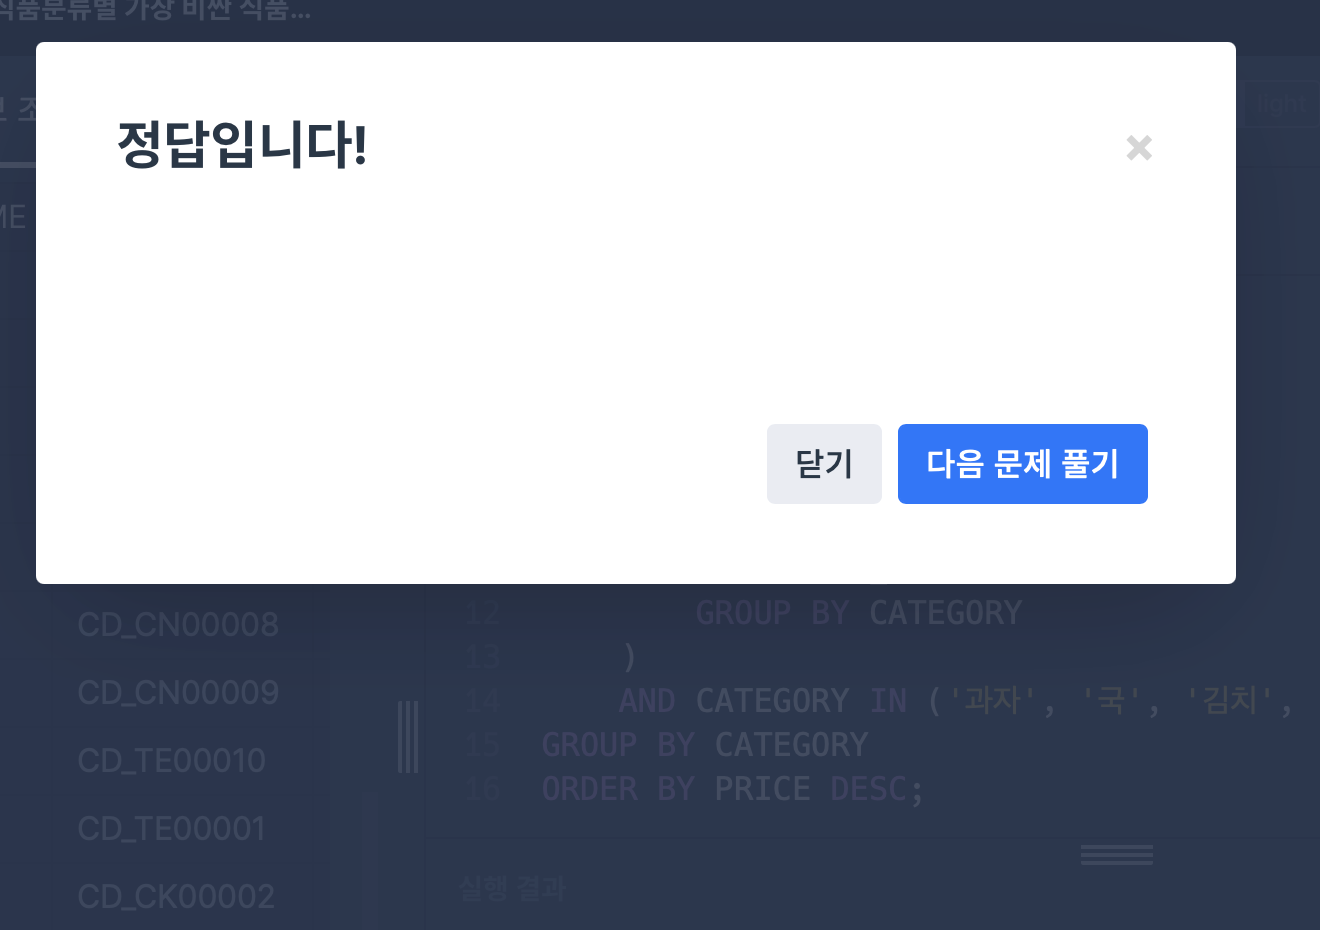 식품분류별 가장 비싼 식품...
light
정답입니다!
ME
닫기
다음 문제 풀기
CD_CN00008
CD_CN00009
CD_TE00010
CD_TE00001
CD_CK00002
12 GROUP BY CATEGORY
13 )
14 AND CATEGORY IN ('과자', '국', '김치',
15 GROUP BY CATEGORY
16 ORDER BY PRICE DESC;
실행 결과